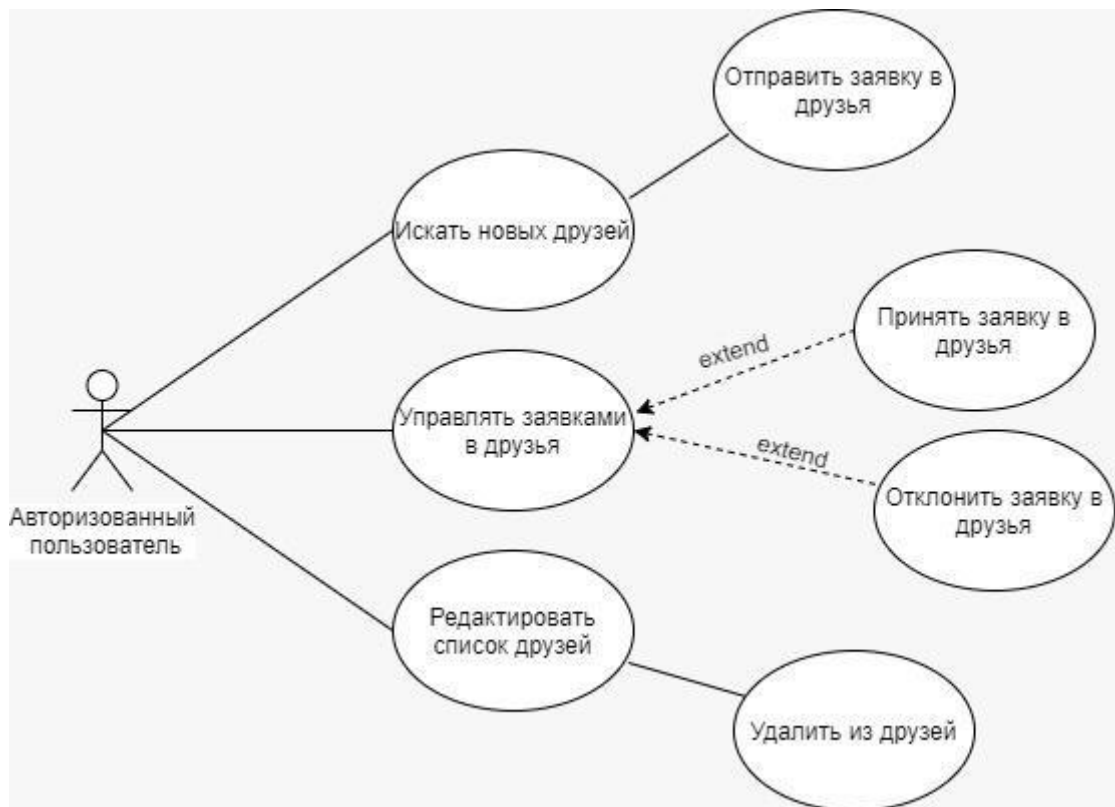 Отправить заявку в
друзья
Искать новых друзей
Принять заявку в
друзья
extend
Управлять заявками
в друзья
extend
Отклонить заявку в
друзья
Авторизованный
пользователь
Редактировать
список друзей
Удалить из друзей